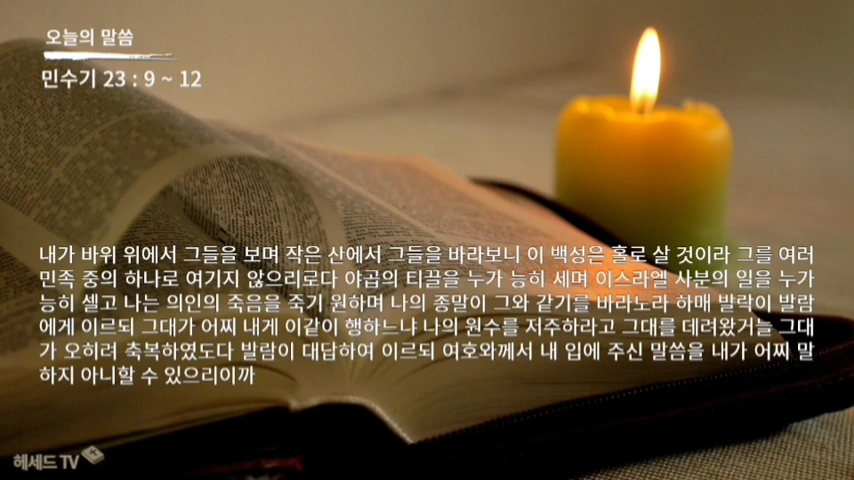 오늘의 말씀
민수기 23 : 9 ~ 12
내가 바위 위에서 그들을 보며 작은 산에서 그들을 바라보니 이 백성은 홀로 살 것이라 그를 여러
민족 중의 하나로 여기지 않으리로다 야곱의 티끌을 누가 능히 세며 이스라엘 사분의 일을 누가
능히 셀고 나는 의인의 죽음을 죽기 원하며 나의 종말이 그와 같기를 바라노라 하매 발락이 발람
에게 이르되 그대가 어찌 내게 이같이 행하느냐 나의 원수를 저주하라고 그대를 데려왔거늘 그대
가 오히려 축복하였도다 발람이 대답하여 이르되 여호와께서 내 입에 주신 말씀을 내가 어찌 말
하지 아니할 수 있으리이까
헤세드 TV